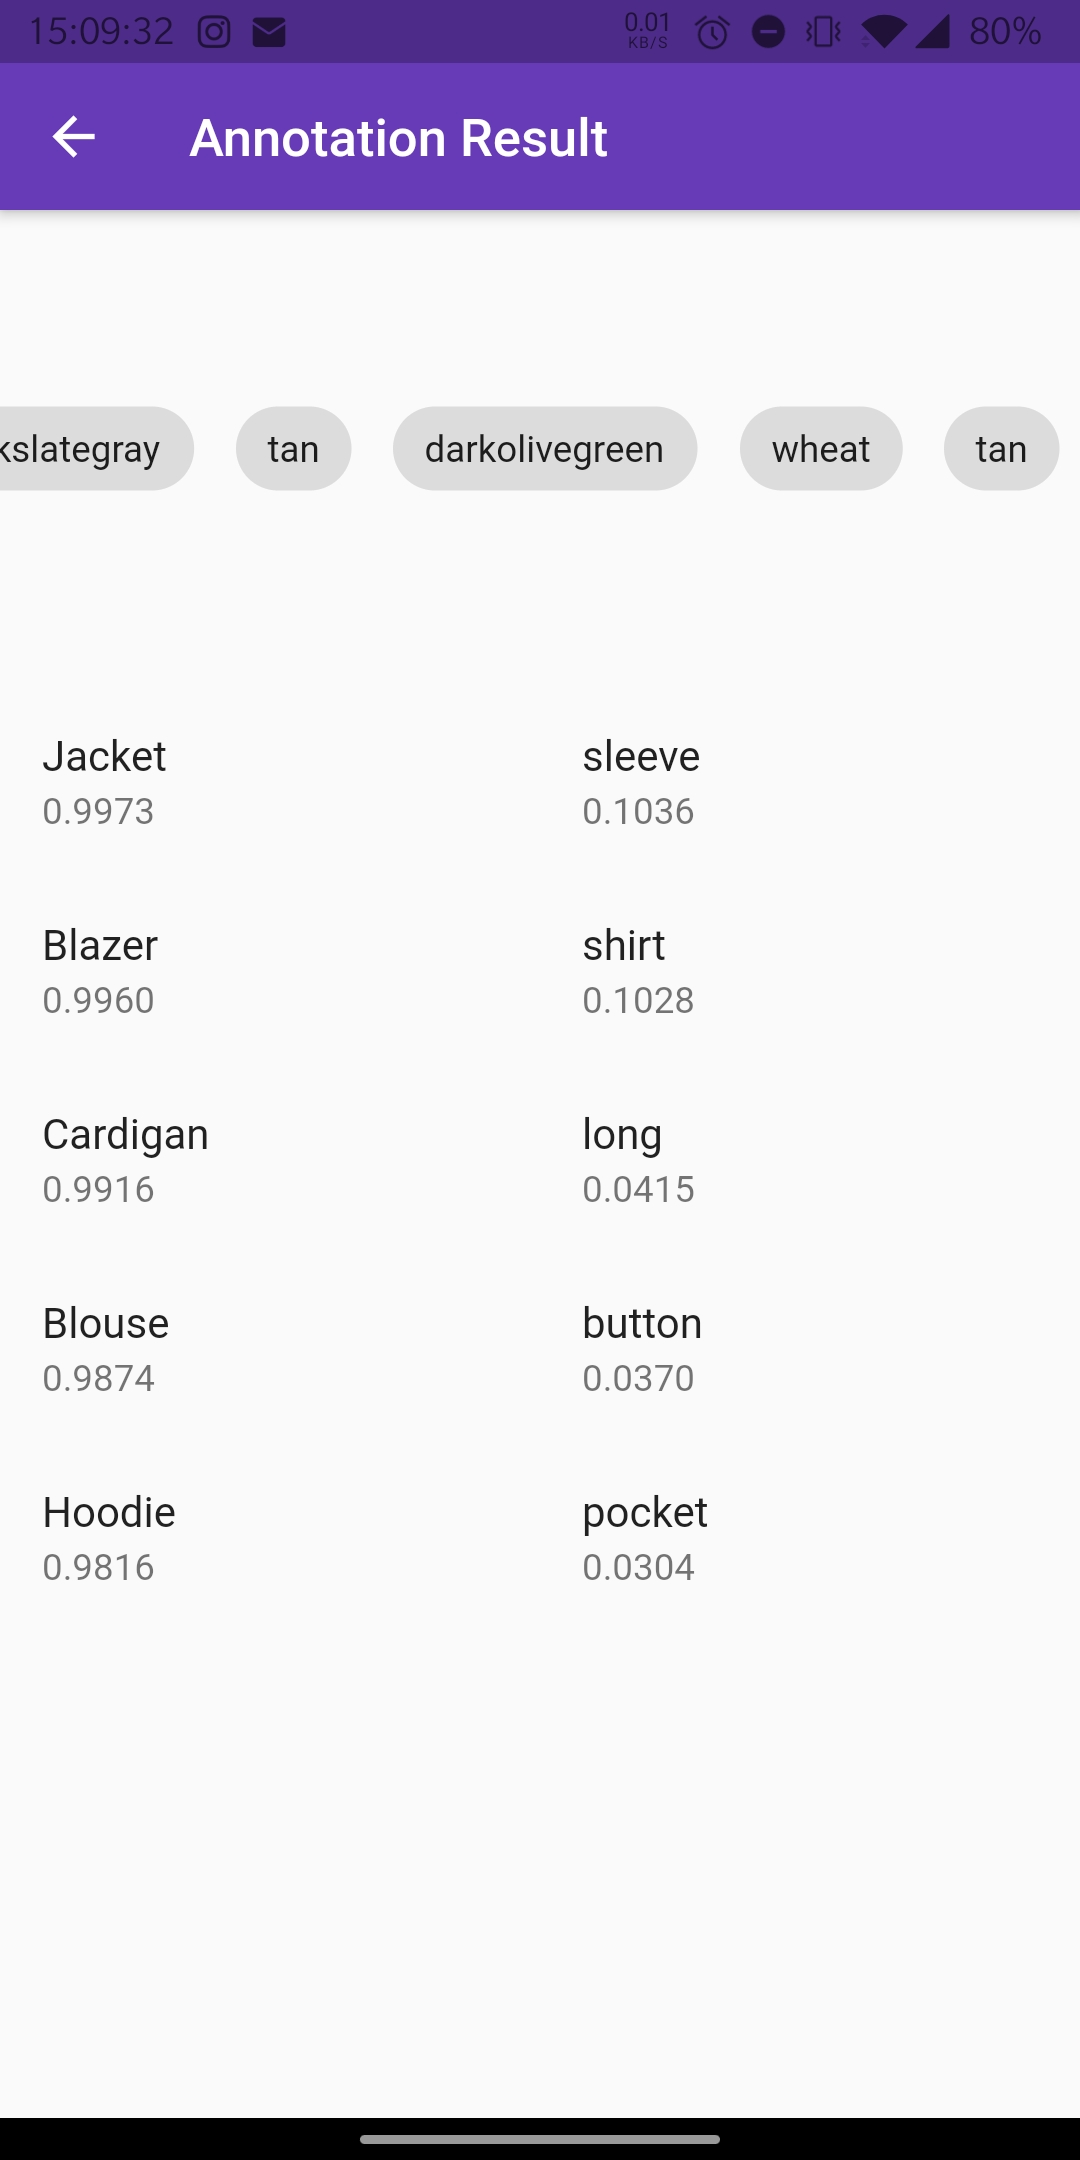 15:09:32 0.01 KB/S 80%
Annotation Result
kslategray tan darkolivegreen wheat tan
Jacket sleeve
0.9973 0.1036
Blazer shirt
0.9960 0.1028
Cardigan long
0.9916 0.0415
Blouse button
0.9874 0.0370
Hoodie pocket
0.9816 0.0304